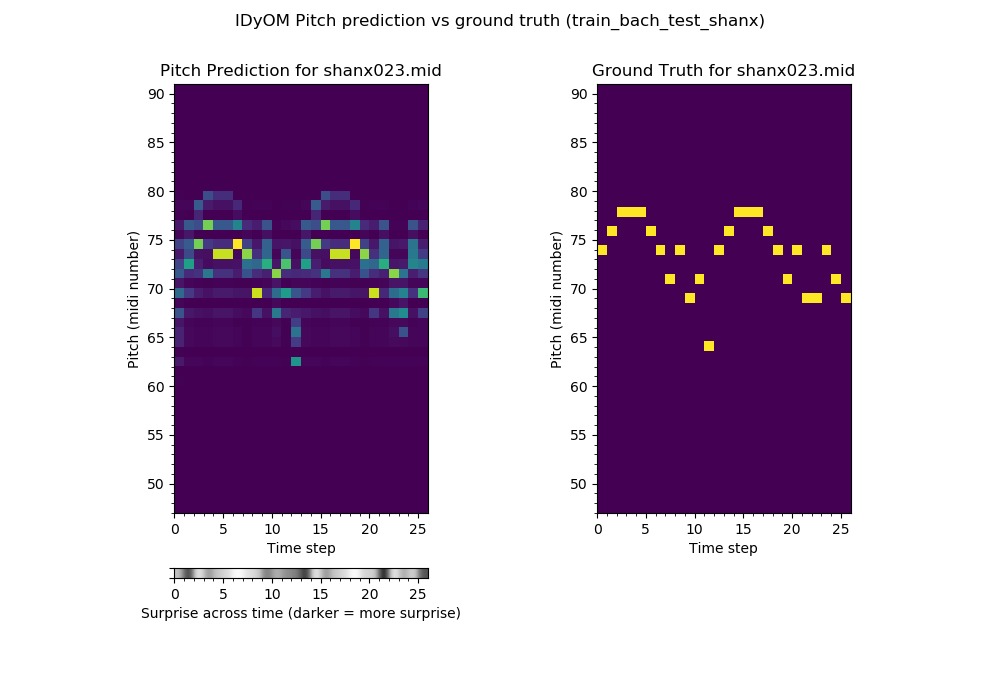 IDyOM Pitch prediction vs ground truth (train_bach_test_shanx)
Pitch Prediction for shanx023.mid
90
85
80
75
70
65
60
55
50
Pitch (midi number)
0 5 10 15 20 25
Time step
0 5 10 15 20 25
Surprise across time (darker = more surprise)
Ground Truth for shanx023.mid
90
85
80
75
70
65
60
55
50
Pitch (midi number)
0 5 10 15 20 25
Time step